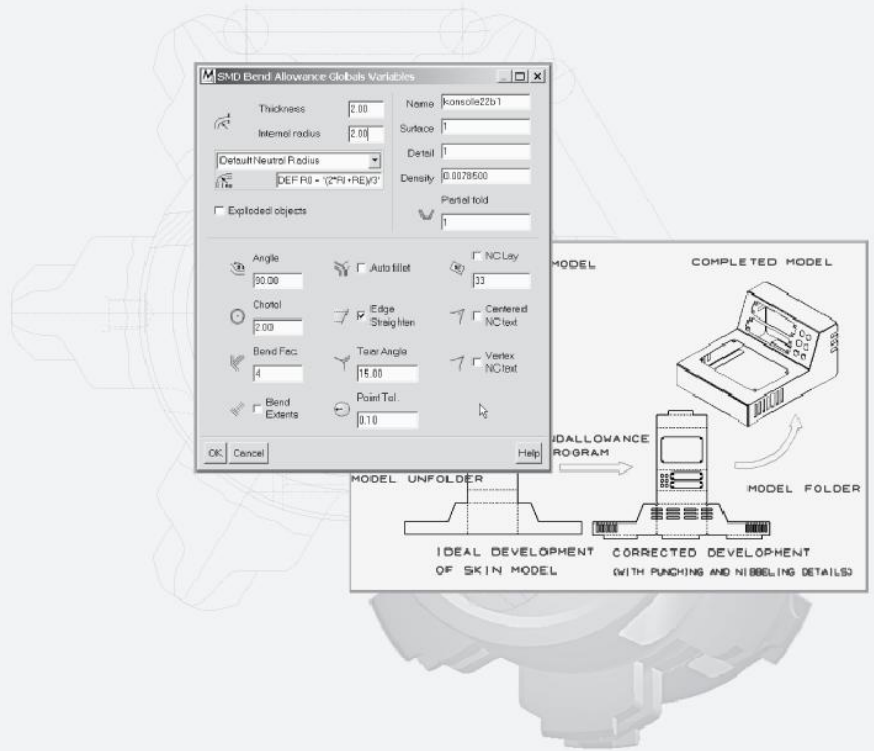 SMD Bend Allowance Globals Variables
Thickness 2.00
Internal radius 2.00
Default Neutral Radius
DEF R0 = '(2*RI+RE)/3'
Exploded objects
Name konsolle22b1
Surface 1
Detail 1
Density 0.0078500
Partial fold
1
Angle
90.00
Auto fillet
NC Lay
33
Chotol
2.00
Edge
Straighten
Centered
NC text
Bend Fac.
4
Tear Angle
15.00
Vertex
NC text
Bend
Extents
Point Tol.
0.10
OK Cancel Help
MODEL
COMPLETED MODEL
NDALLOWANCE
ROGRAM
MODEL UNFOLDER
MODEL FOLDER
IDEAL DEVELOPMENT
OF SKIN MODEL
CORRECTED DEVELOPMENT
(WITH PUNCHING AND NIBBELING DETAILS)